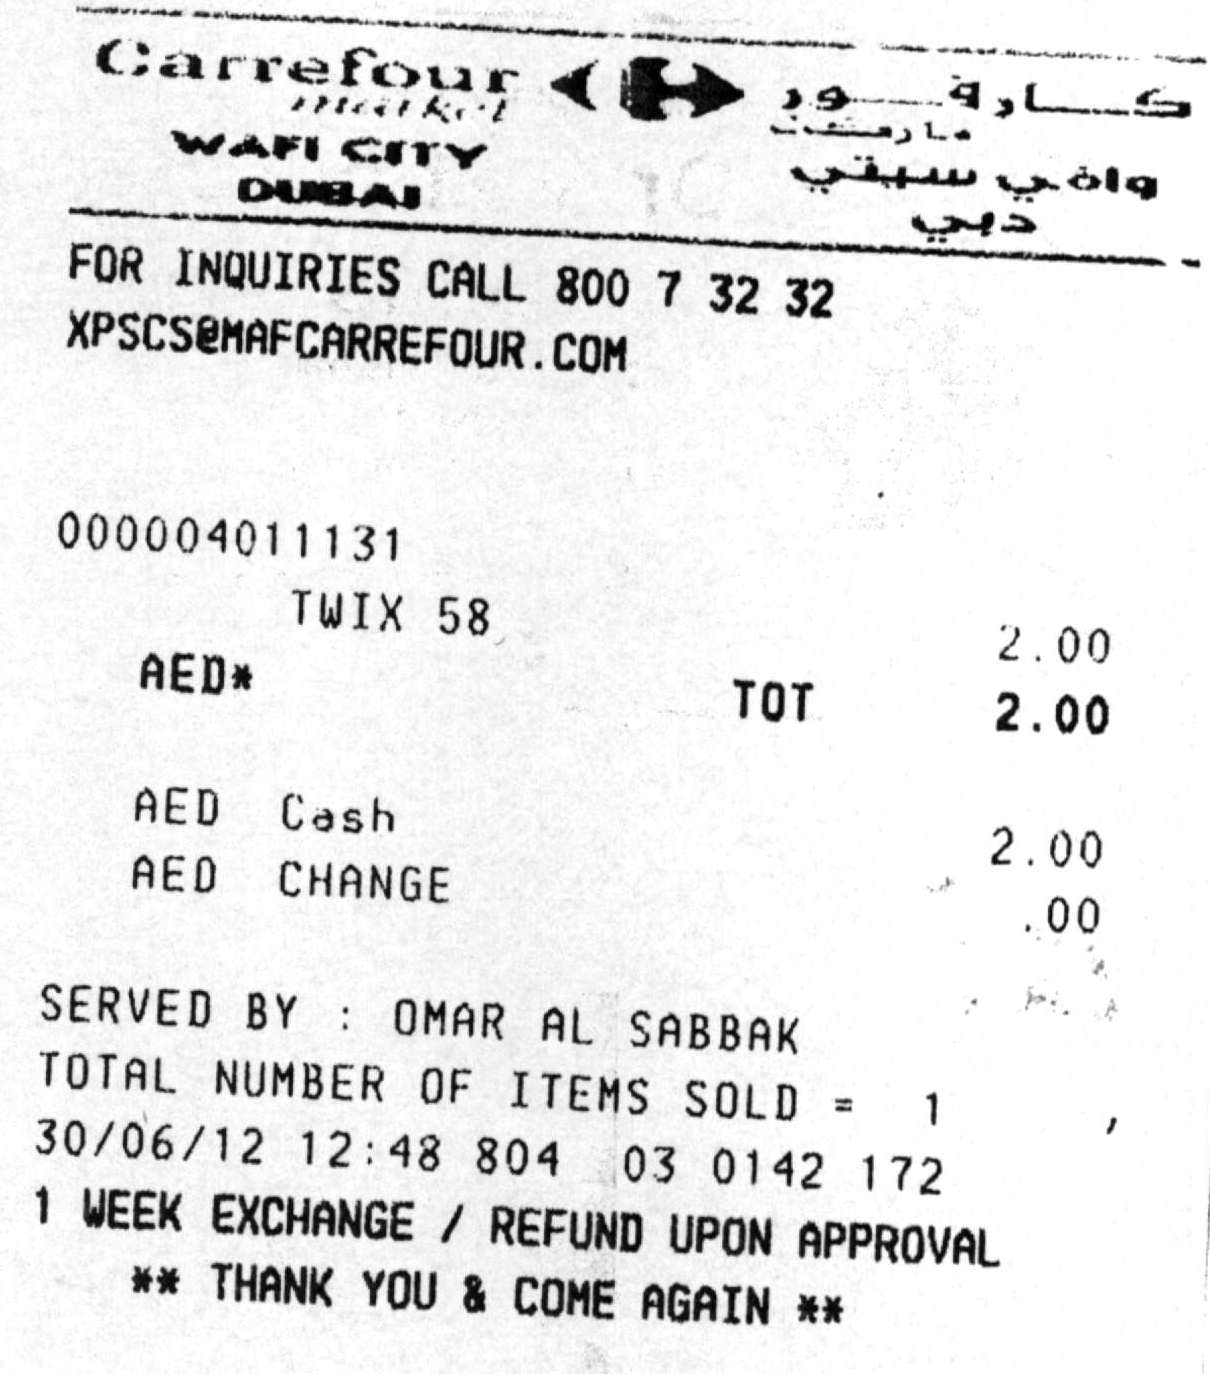 Carrefour كارفور
market ماركت
WAFI CITY وافي سيتي
DUBAI دبي
FOR INQUIRIES CALL 800 7 32 32
XPSCS@MAFCARREFOUR.COM
000004011131
TWIX 58 2.00
AED* TOT 2.00
AED Cash 2.00
AED CHANGE .00
SERVED BY : OMAR AL SABBAK
TOTAL NUMBER OF ITEMS SOLD = 1
30/06/12 12:48 804 03 0142 172
1 WEEK EXCHANGE / REFUND UPON APPROVAL
** THANK YOU & COME AGAIN **